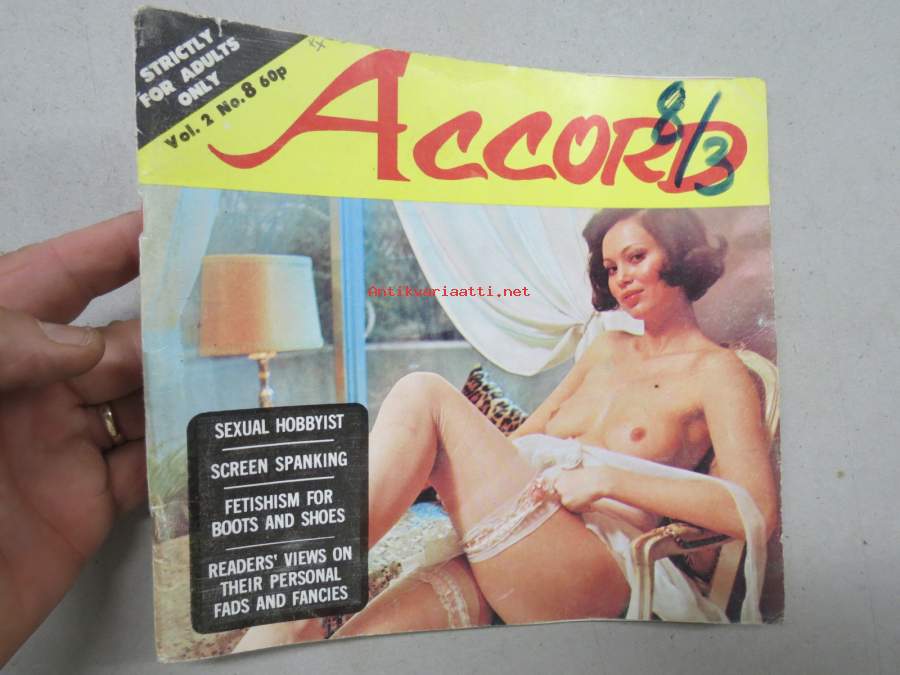 STRICTLY
FOR ADULTS
ONLY
Vol. 2 No. 8 60p
ACCORD
8/3
Antikvariaatti.net
SEXUAL HOBBYIST
SCREEN SPANKING
FETISHISM FOR
BOOTS AND SHOES
READERS' VIEWS ON
THEIR PERSONAL
FADS AND FANCIES